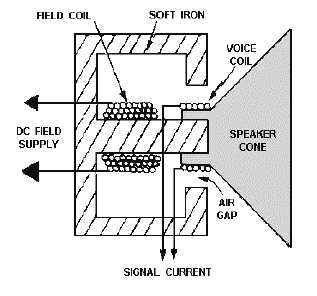 FIELD COIL
SOFT IRON
VOICE
COIL
DC FIELD
SUPPLY
SPEAKER
CONE
AIR
GAP
SIGNAL CURRENT